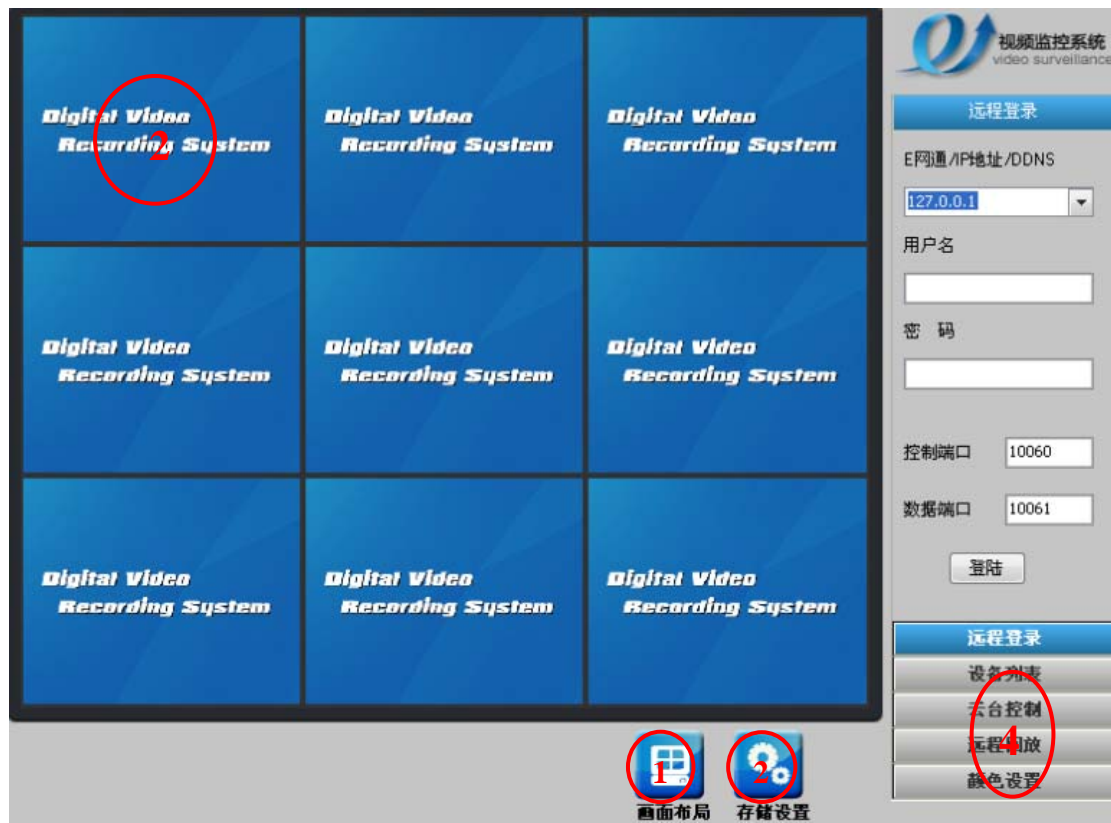 Digital Video
Recording System
Digital Video
Recording System
Digital Video
Recording System
2
Digital Video
Recording System
Digital Video
Recording System
Digital Video
Recording System
Digital Video
Recording System
Digital Video
Recording System
Digital Video
Recording System
视频监控系统
video surveillance
远程登录
E网通/IP地址/DDNS
127.0.0.1
用户名
密 码
控制端口 10060
数据端口 10061
登陆
远程登录
设备列表
云台控制
远程回放
颜色设置
4
1
2
画面布局 存储设置